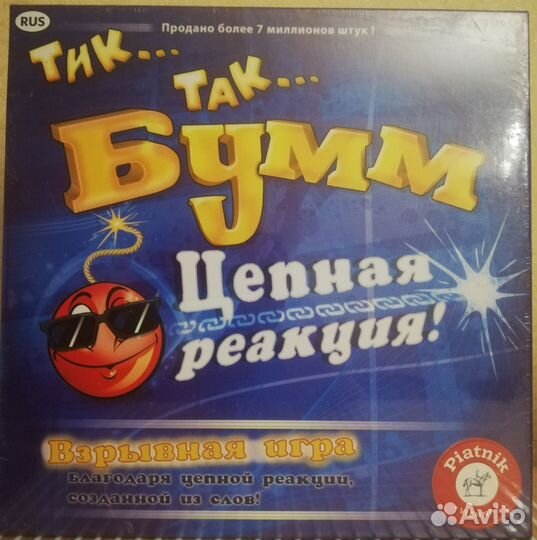 RUS
Продано более 7 миллионов штук!
Тик...
Так...
Бумм
Цепная
реакция!
Взрывная игра
благодаря цепной реакции,
созданной из слов!
Piatnik
Avito